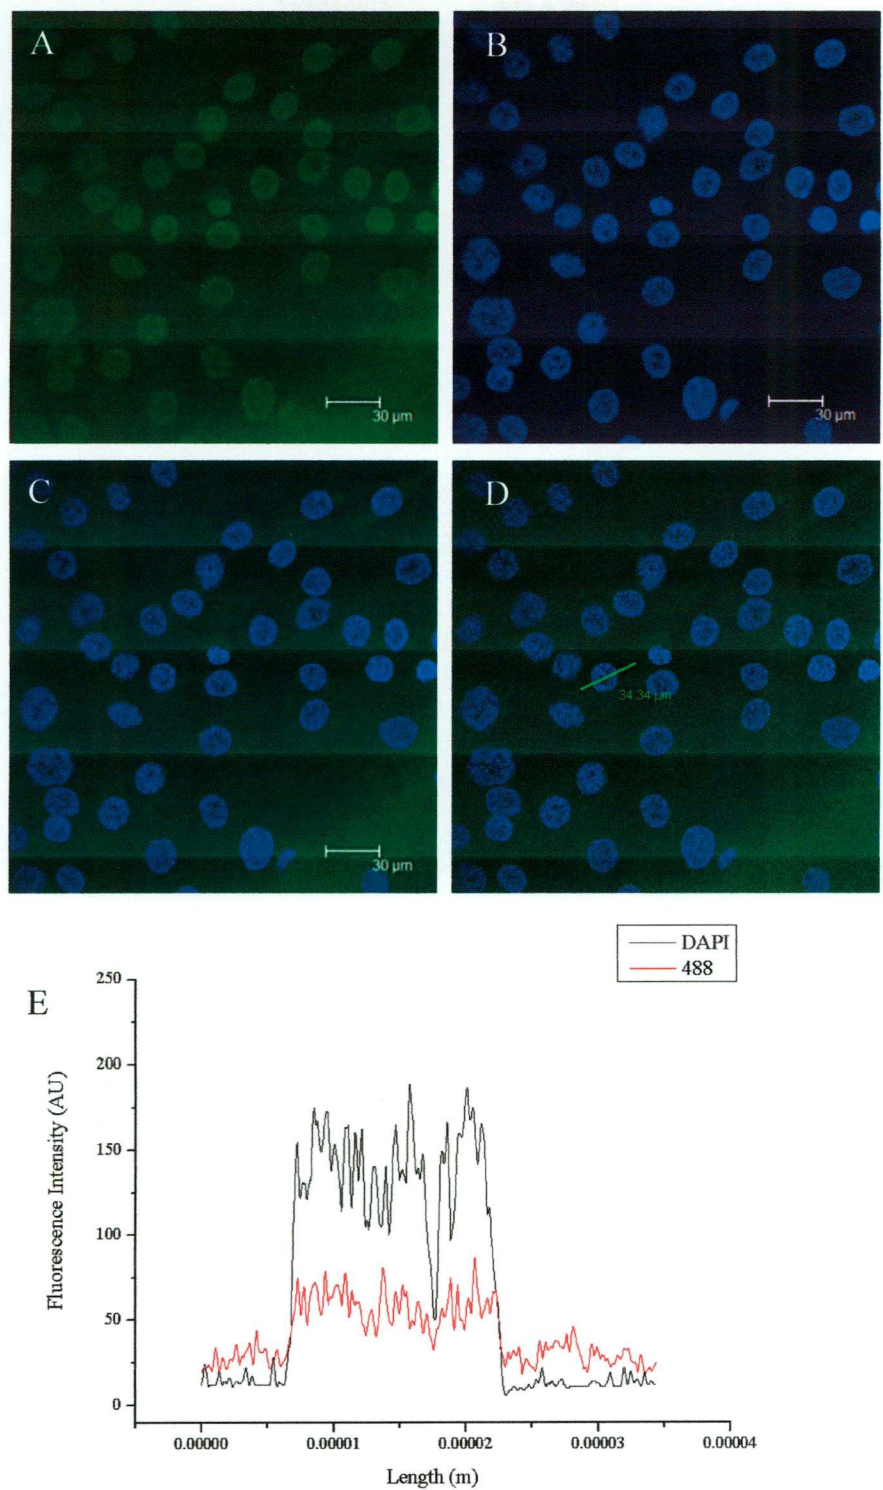 A
B
30 µm
30 µm
C
D
34.34 µm
30 µm
DAPI
488
E
250
200
150
100
50
0
Fluorescence Intensity (AU)
0.00000
0.00001
0.00002
0.00003
0.00004
Length (m)